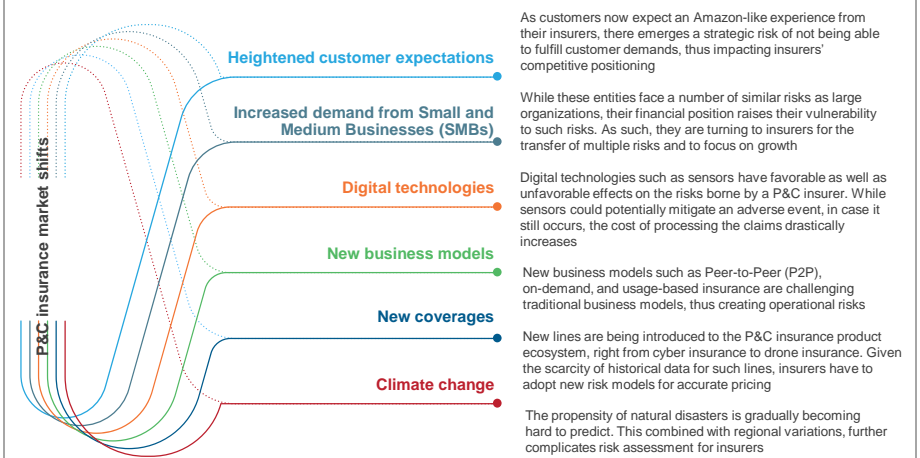 P&C insurance market shifts
Heightened customer expectations
As customers now expect an Amazon-like experience from
their insurers, there emerges a strategic risk of not being able
to fulfill customer demands, thus impacting insurers'
competitive positioning
Increased demand from Small and
Medium Businesses (SMBs)
While these entities face a number of similar risks as large
organizations, their financial position raises their vulnerability
to such risks. As such, they are turning to insurers for the
transfer of multiple risks and to focus on growth
Digital technologies
Digital technologies such as sensors have favorable as well as
unfavorable effects on the risks borne by a P&C insurer. While
sensors could potentially mitigate an adverse event, in case it
still occurs, the cost of processing the claims drastically
increases
New business models
New business models such as Peer-to-Peer (P2P),
on-demand, and usage-based insurance are challenging
traditional business models, thus creating operational risks
New coverages
New lines are being introduced to the P&C insurance product
ecosystem, right from cyber insurance to drone insurance. Given
the scarcity of historical data for such lines, insurers have to
adopt new risk models for accurate pricing
Climate change
The propensity of natural disasters is gradually becoming
hard to predict. This combined with regional variations, further
complicates risk assessment for insurers